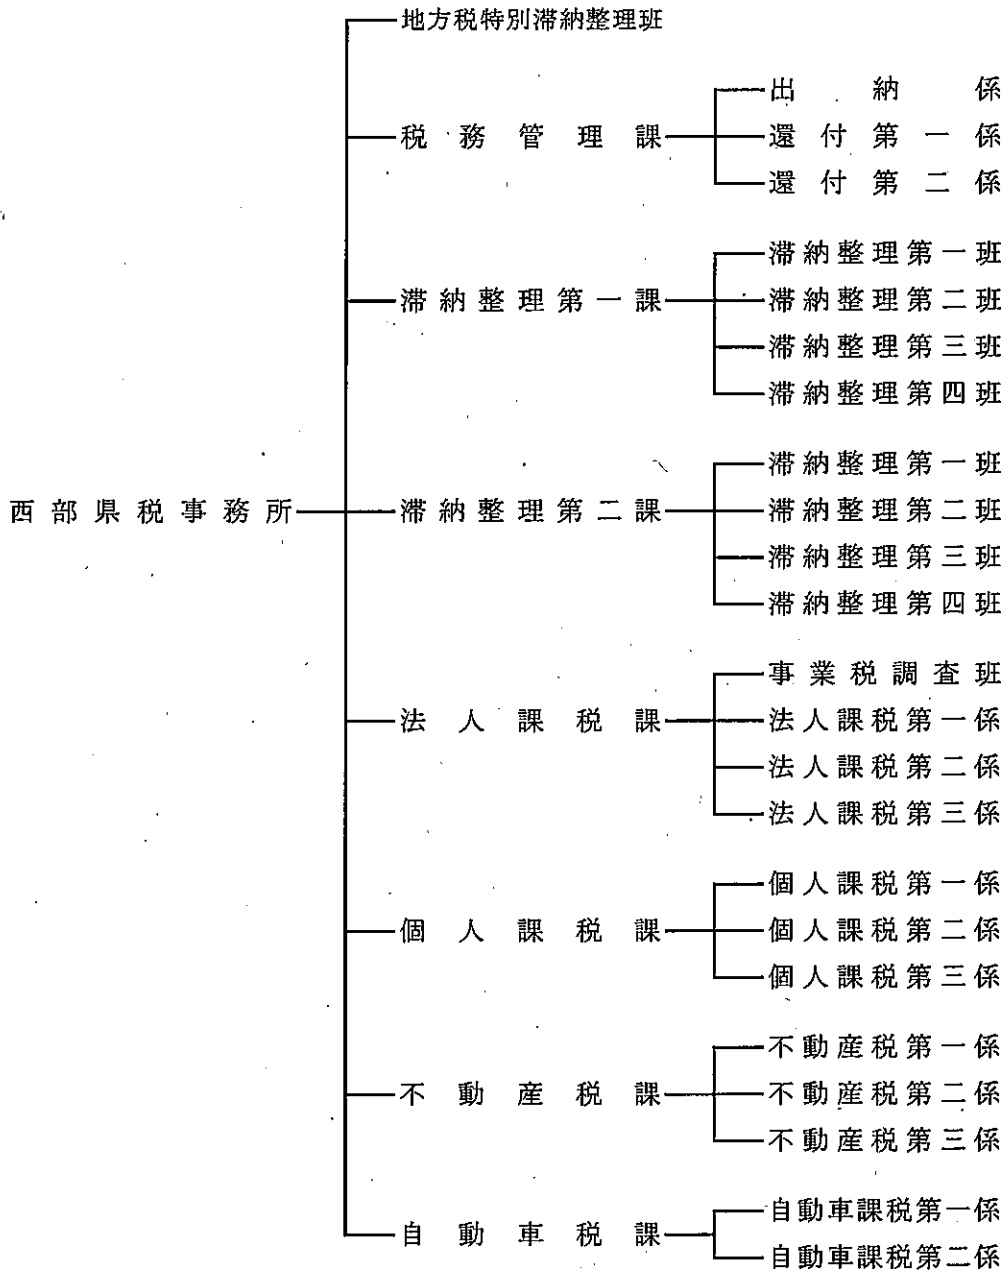 西部県税事務所
地方税特別滞納整理班
税務管理課
出納係
還付第一係
還付第二係
滞納整理第一課
滞納整理第一班
滞納整理第二班
滞納整理第三班
滞納整理第四班
滞納整理第二課
滞納整理第一班
滞納整理第二班
滞納整理第三班
滞納整理第四班
法人課税課
事業税調査班
法人課税第一係
法人課税第二係
法人課税第三係
個人課税課
個人課税第一係
個人課税第二係
個人課税第三係
不動産税課
不動産税第一係
不動産税第二係
不動産税第三係
自動車税課
自動車課税第一係
自動車課税第二係